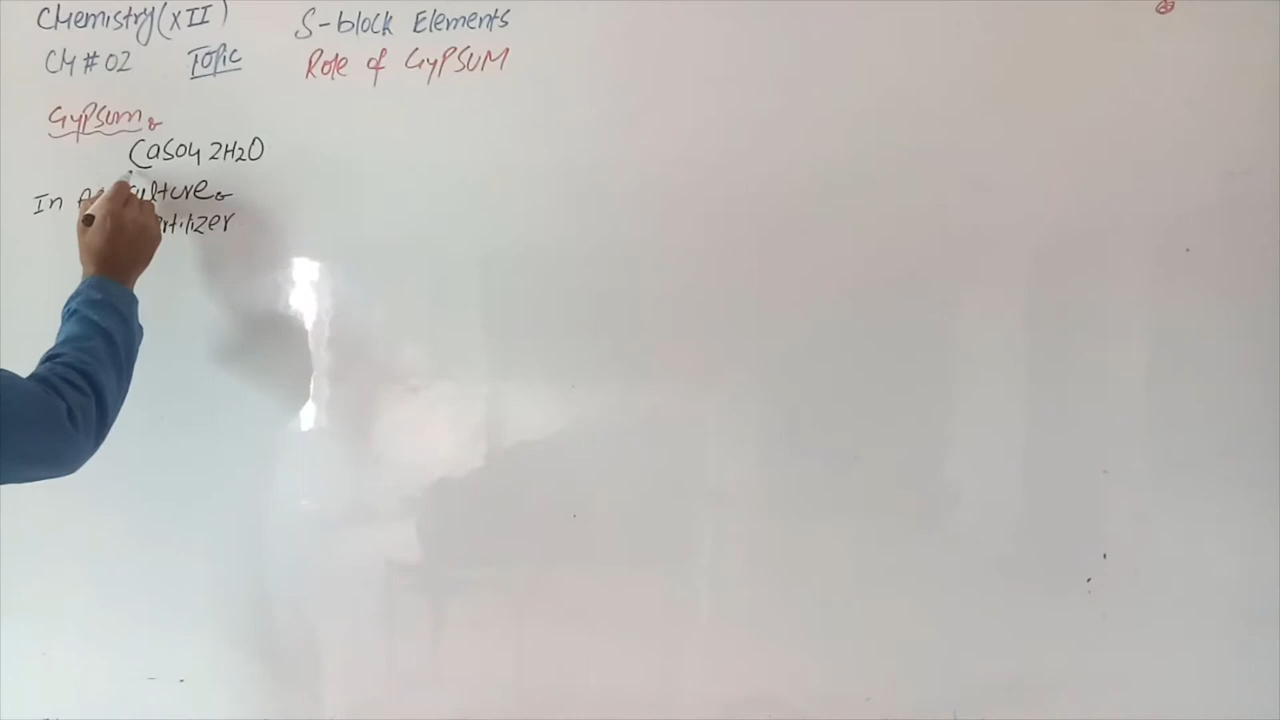 Chemistry(XII) S-block Elements
CH#02 Topic Role of GYPSUM
GYPSUM
CaSO4 2H2O
In